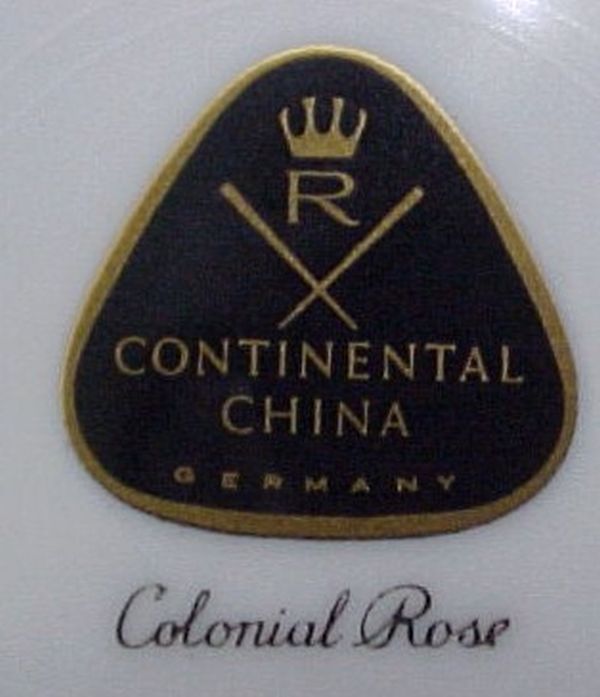 R
CONTINENTAL
CHINA
GERMANY
Colonial Rose